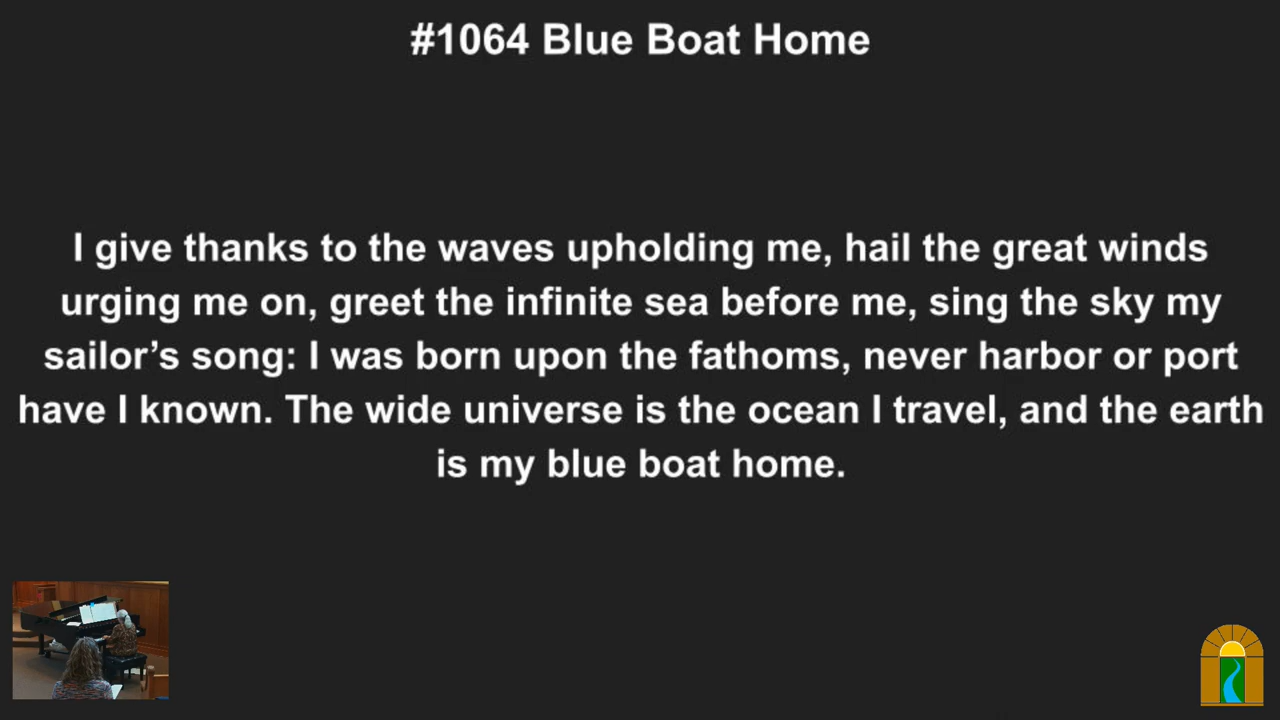 #1064 Blue Boat Home
I give thanks to the waves upholding me, hail the great winds
urging me on, greet the infinite sea before me, sing the sky my
sailor’s song: I was born upon the fathoms, never harbor or port
have I known. The wide universe is the ocean I travel, and the earth
is my blue boat home.